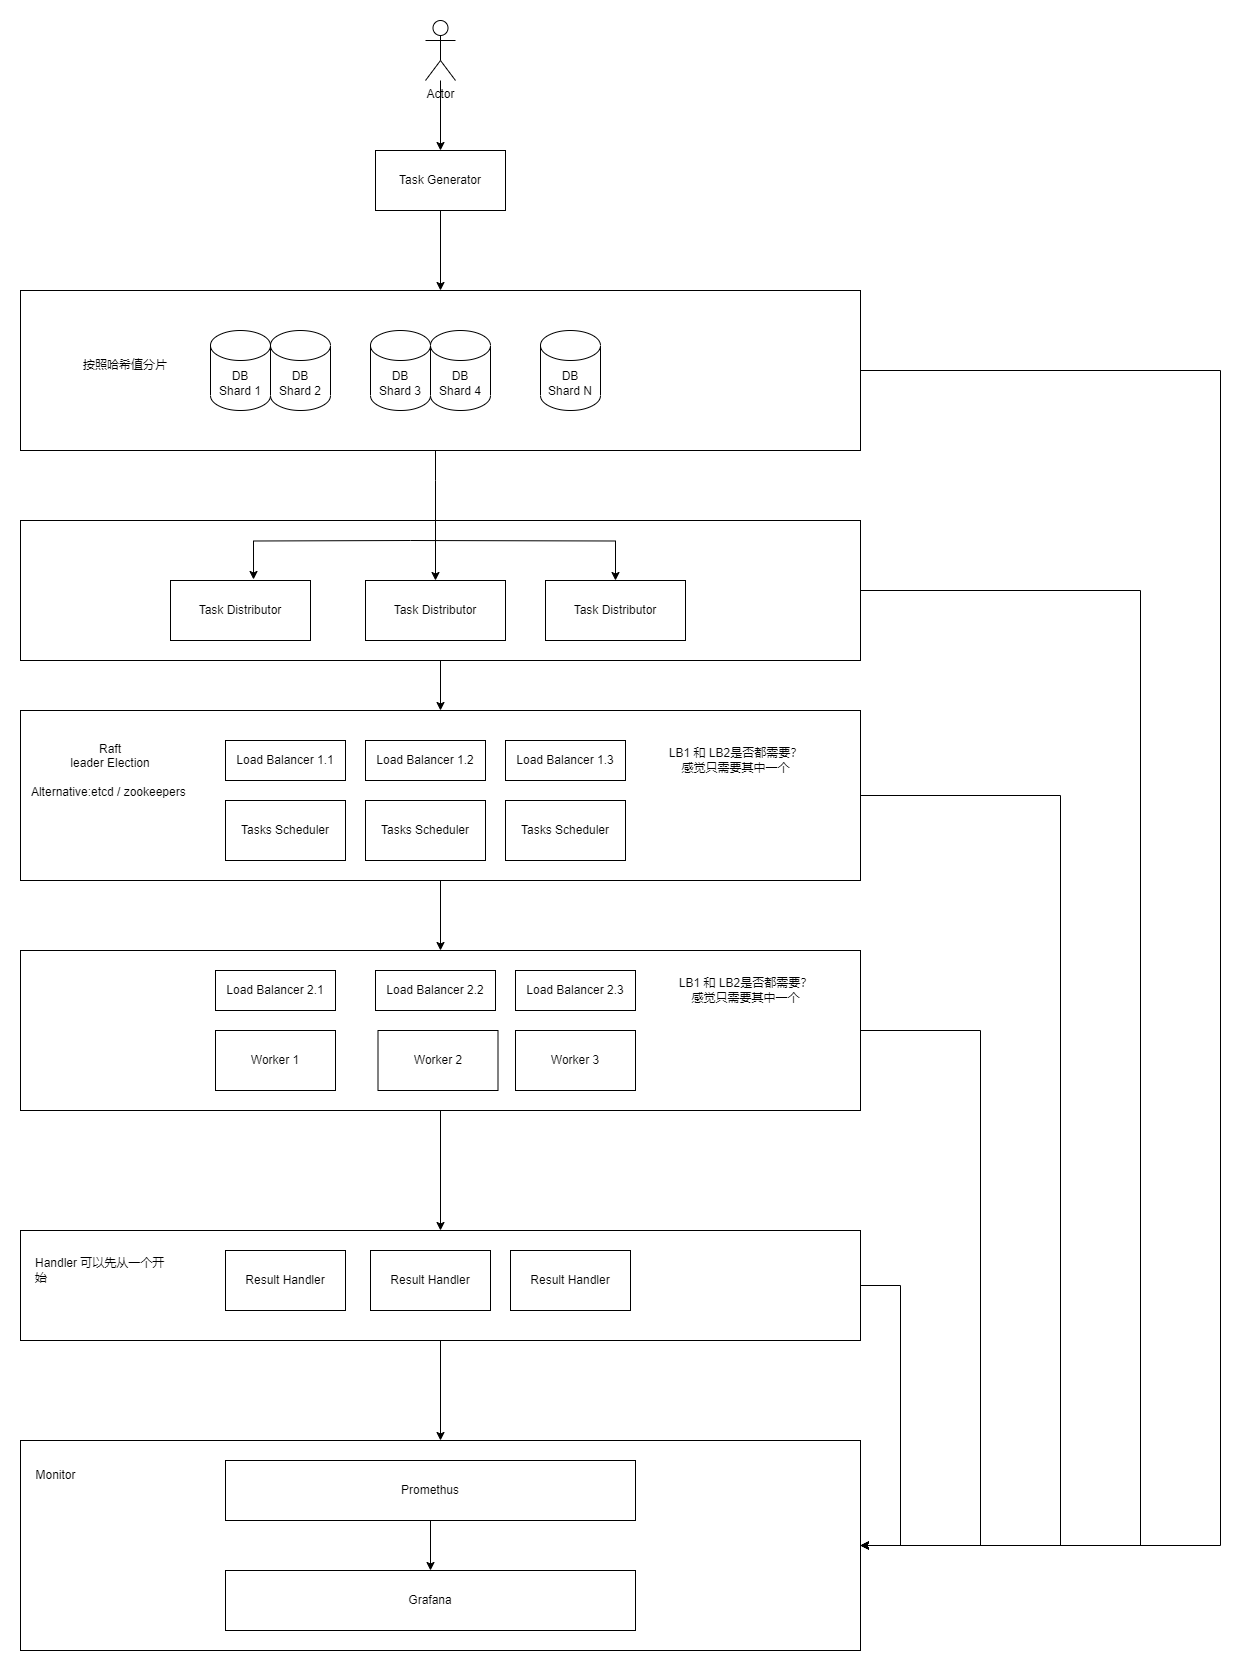 Actor
Task Generator
按照哈希值分片
DB
Shard 1
DB
Shard 2
DB
Shard 3
DB
Shard 4
DB
Shard N
Task Distributor
Task Distributor
Task Distributor
Raft
leader Election
Alternative:etcd / zookeepers
Load Balancer 1.1
Load Balancer 1.2
Load Balancer 1.3
LB1 和 LB2是否都需要?
感觉只需要其中一个
Tasks Scheduler
Tasks Scheduler
Tasks Scheduler
Load Balancer 2.1
Load Balancer 2.2
Load Balancer 2.3
LB1 和 LB2是否都需要?
感觉只需要其中一个
Worker 1
Worker 2
Worker 3
Handler 可以先从一个开
始
Result Handler
Result Handler
Result Handler
Monitor
Promethus
Grafana